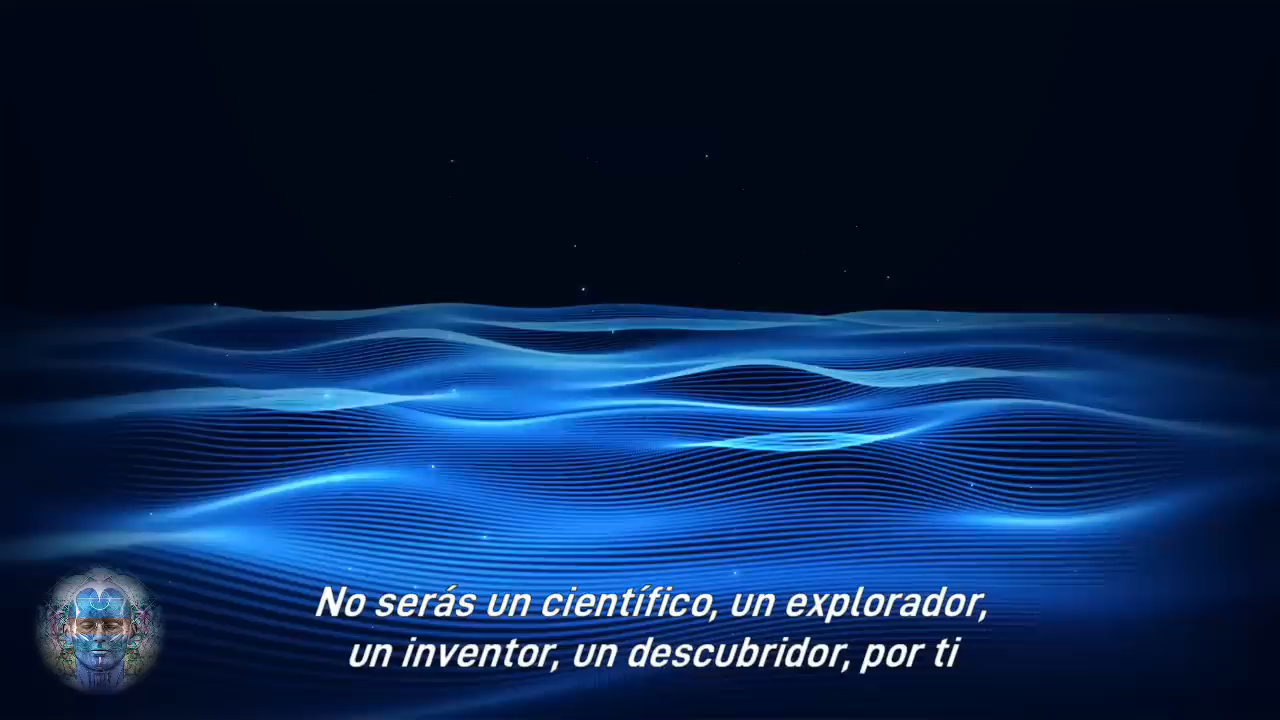 No serás un científico, un explorador,
un inventor, un descubridor, por ti